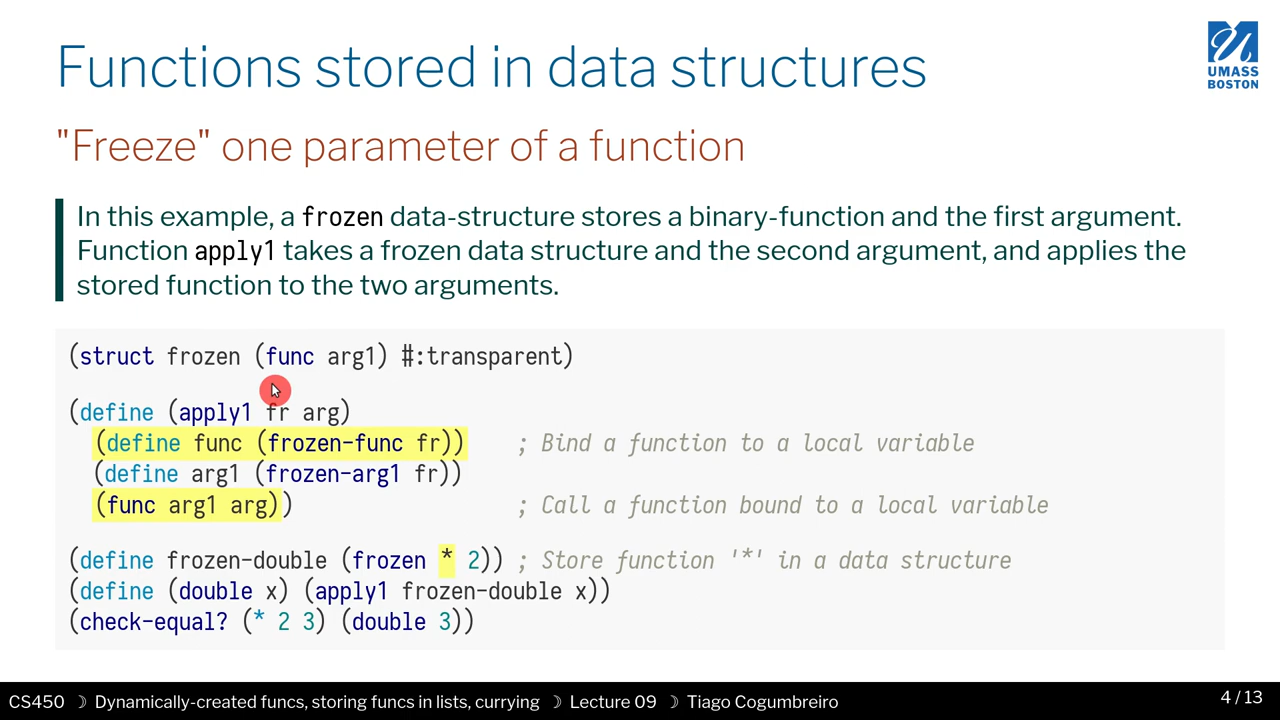 Functions stored in data structures
UMASS
BOSTON
"Freeze" one parameter of a function
In this example, a frozen data-structure stores a binary-function and the first argument.
Function apply1 takes a frozen data structure and the second argument, and applies the
stored function to the two arguments.
(struct frozen (func arg1) #:transparent)
(define (apply1 fr arg)
(define func (frozen-func fr)) ; Bind a function to a local variable
(define arg1 (frozen-arg1 fr))
(func arg1 arg)) ; Call a function bound to a local variable
(define frozen-double (frozen * 2)) ; Store function '*' in a data structure
(define (double x) (apply1 frozen-double x))
(check-equal? (* 2 3) (double 3))
CS450 ☽ Dynamically-created funcs, storing funcs in lists, currying ☽ Lecture 09 ☽ Tiago Cogumbreiro 4 / 13